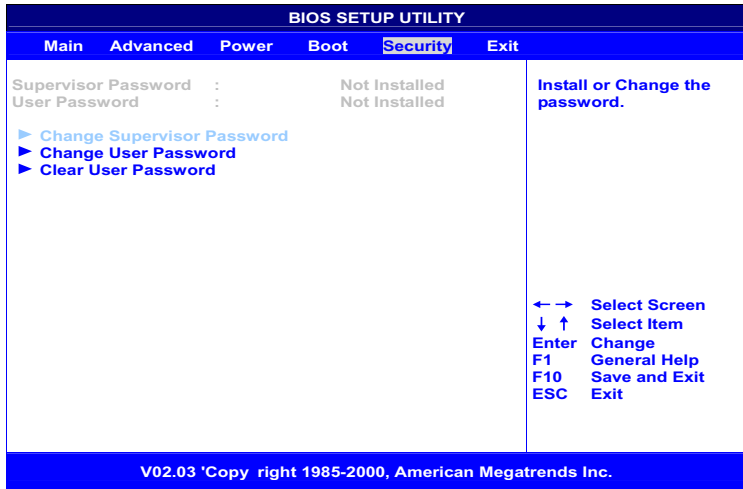 BIOS SETUP UTILITY
Main Advanced Power Boot Security Exit
Supervisor Password : Not Installed
User Password : Not Installed
Change Supervisor Password
Change User Password
Clear User Password
Install or Change the
password.
←→ Select Screen
↓ ↑ Select Item
Enter Change
F1 General Help
F10 Save and Exit
ESC Exit
V02.03 'Copy right 1985-2000, American Megatrends Inc.